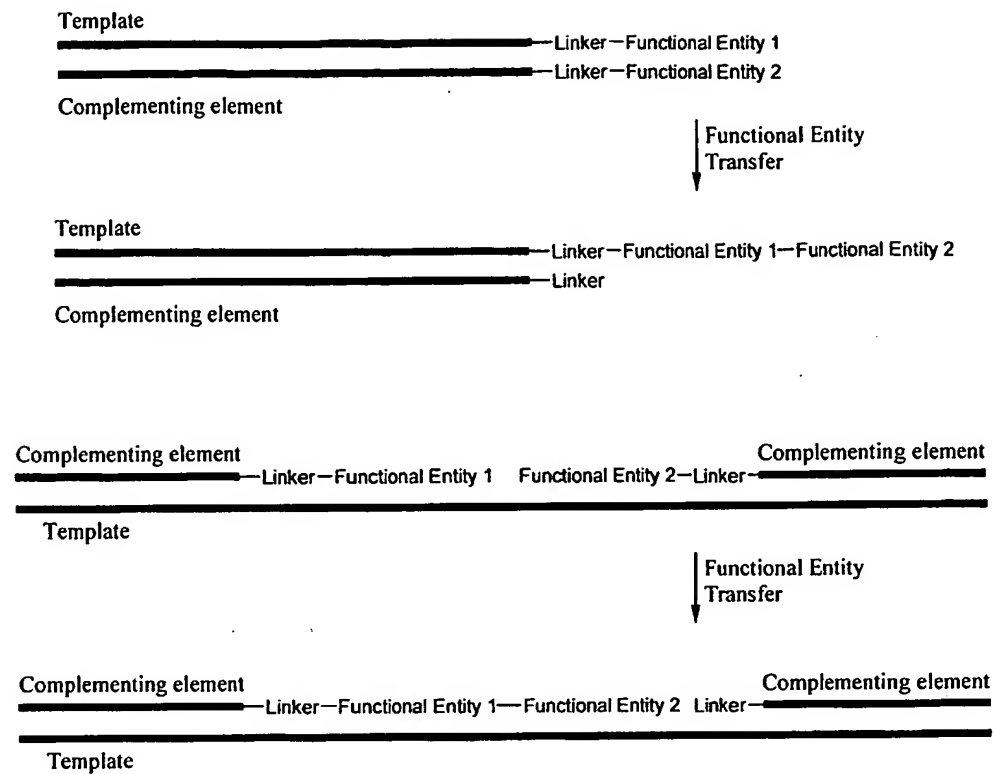 Template
Linker—Functional Entity 1
Linker—Functional Entity 2
Complementing element
Functional Entity
Transfer
Template
Linker—Functional Entity 1—Functional Entity 2
Linker
Complementing element
Complementing element
Complementing element
Linker—Functional Entity 1 Functional Entity 2—Linker
Template
Functional Entity
Transfer
Complementing element
Complementing element
Linker—Functional Entity 1—Functional Entity 2 Linker
Template